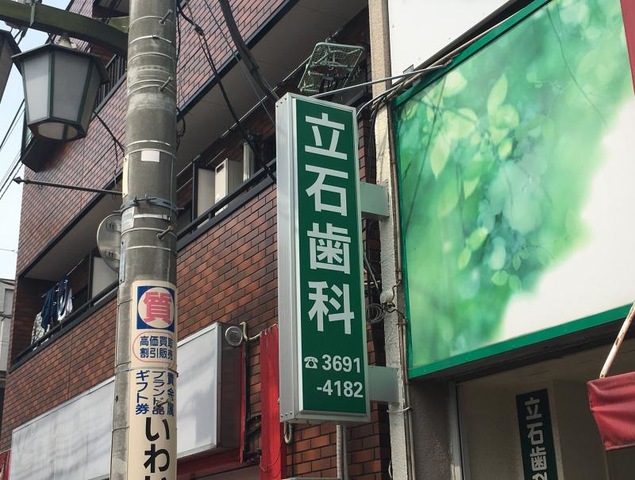 立石歯科
☎3691
-4182
質
高価買
割引販売
貴金属
ブランド品
ギフト券
いわ
立石歯科